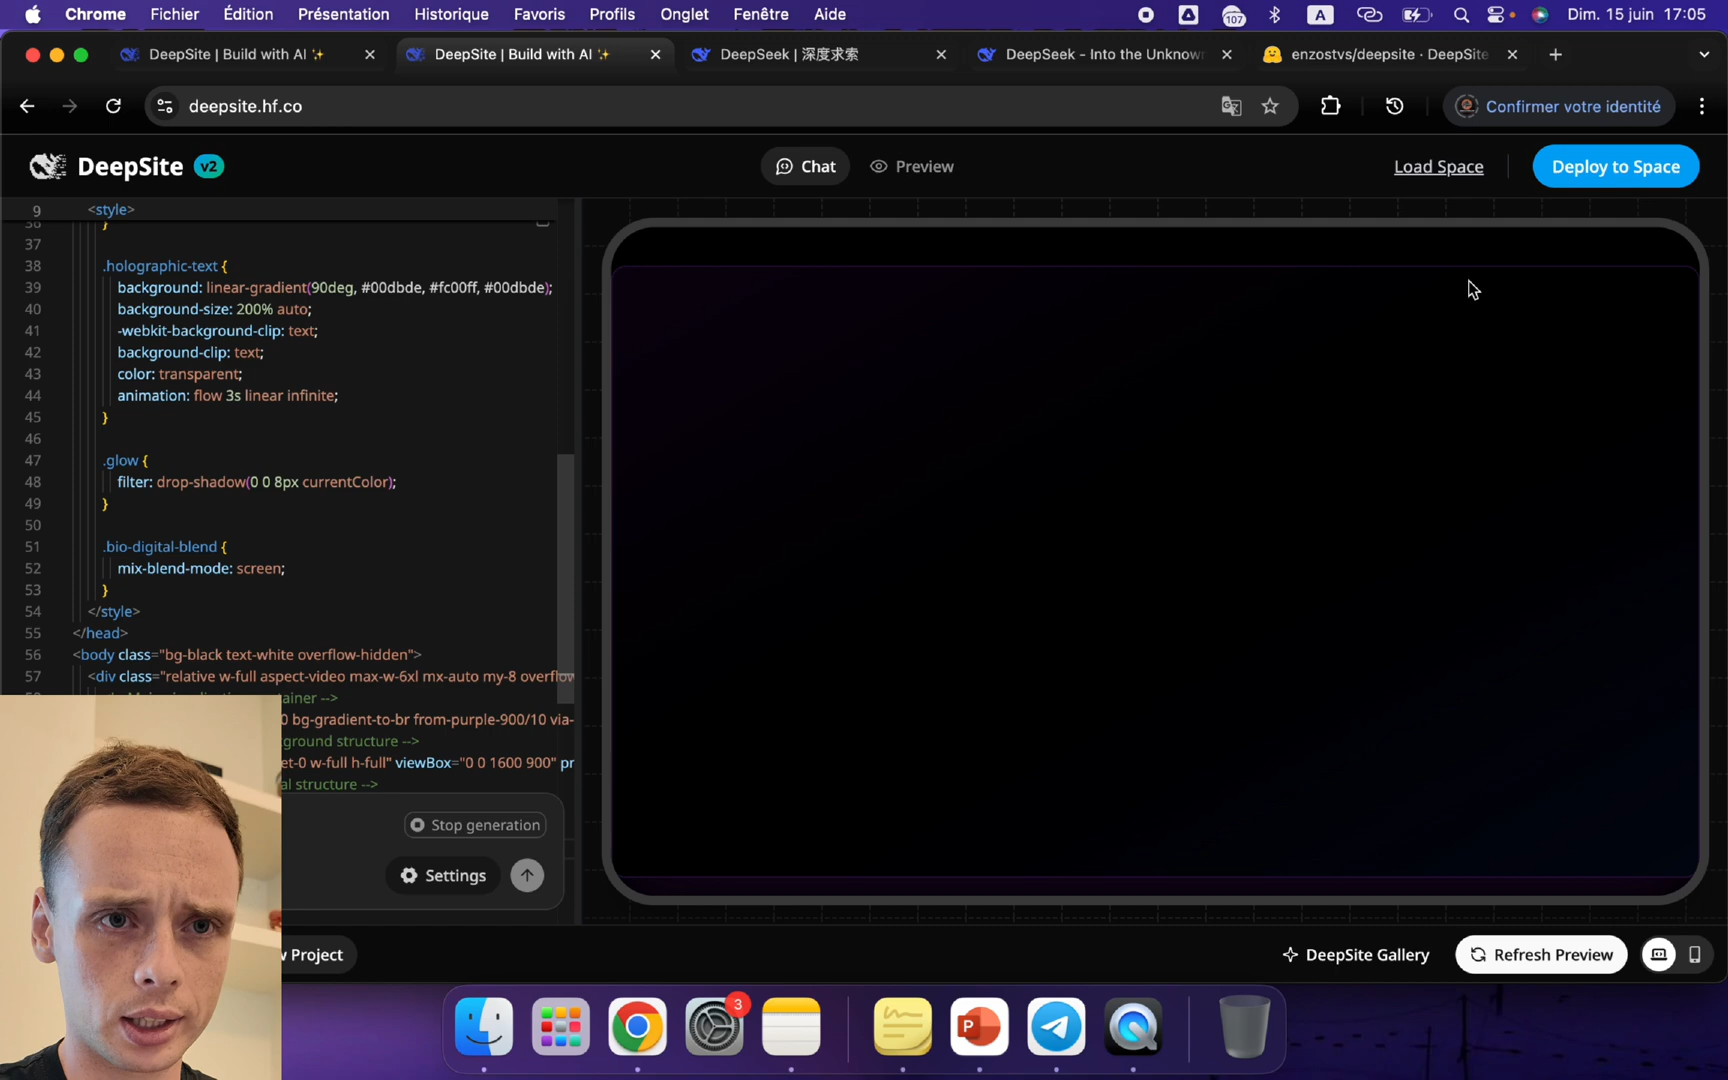 Chrome Fichier Édition Présentation Historique Favoris Profils Onglet Fenêtre Aide 107 A Dim. 15 juin 17:05
DeepSite | Build with AI ✨ DeepSite | Build with AI ✨ DeepSeek | 深度求索 DeepSeek - Into the Unknown enzostvs/deepsite · DeepSite
deepsite.hf.co Confirmer votre identité
DeepSite v2 Chat Preview Load Space Deploy to Space
9 <style>
36 }
37
38 .holographic-text {
39 background: linear-gradient(90deg, #00dbde, #fc00ff, #00dbde);
40 background-size: 200% auto;
41 -webkit-background-clip: text;
42 background-clip: text;
43 color: transparent;
44 animation: flow 3s linear infinite;
45 }
46
47 .glow {
48 filter: drop-shadow(0 0 8px currentColor);
49 }
50
51 .bio-digital-blend {
52 mix-blend-mode: screen;
53 }
54 </style>
55 </head>
56 <body class="bg-black text-white overflow-hidden">
57 <div class="relative w-full aspect-video max-w-6xl mx-auto my-8 overflow
ainer -->
0 bg-gradient-to-br from-purple-900/10 via-
ground structure -->
et-0 w-full h-full" viewBox="0 0 1600 900" pr
al structure -->
Stop generation
Settings
w Project DeepSite Gallery Refresh Preview
3
P